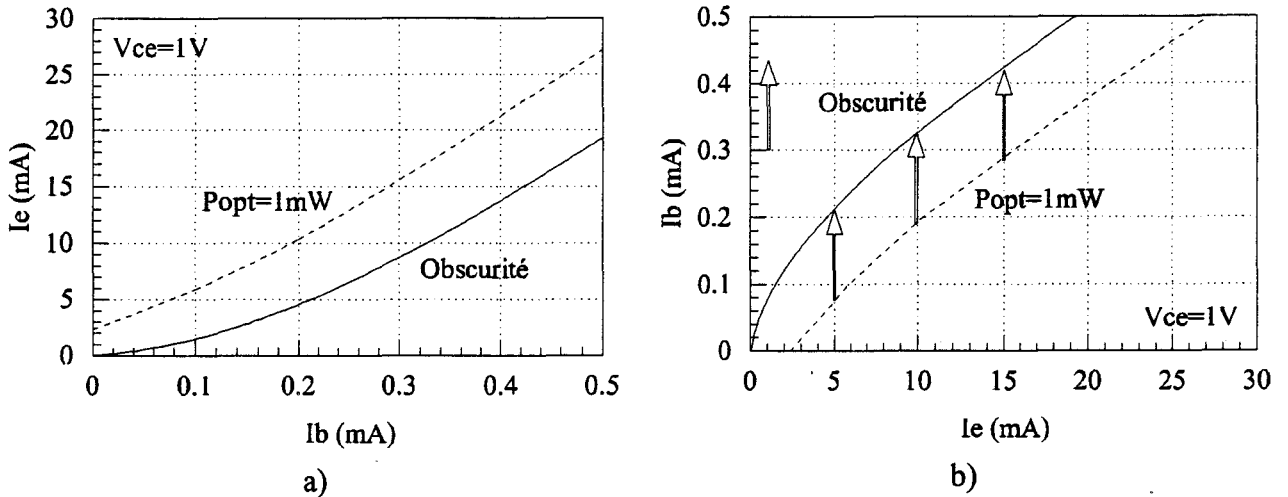 30
25
20
15
10
5
0
Ie (mA)
Vce=1V
Popt=1mW
Obscurité
0 0.1 0.2 0.3 0.4 0.5
Ib (mA)
a)
0.5
0.4
0.3
0.2
0.1
0
Ib (mA)
Obscurité
Popt=1mW
Vce=1V
0 5 10 15 20 25 30
Ie (mA)
b)